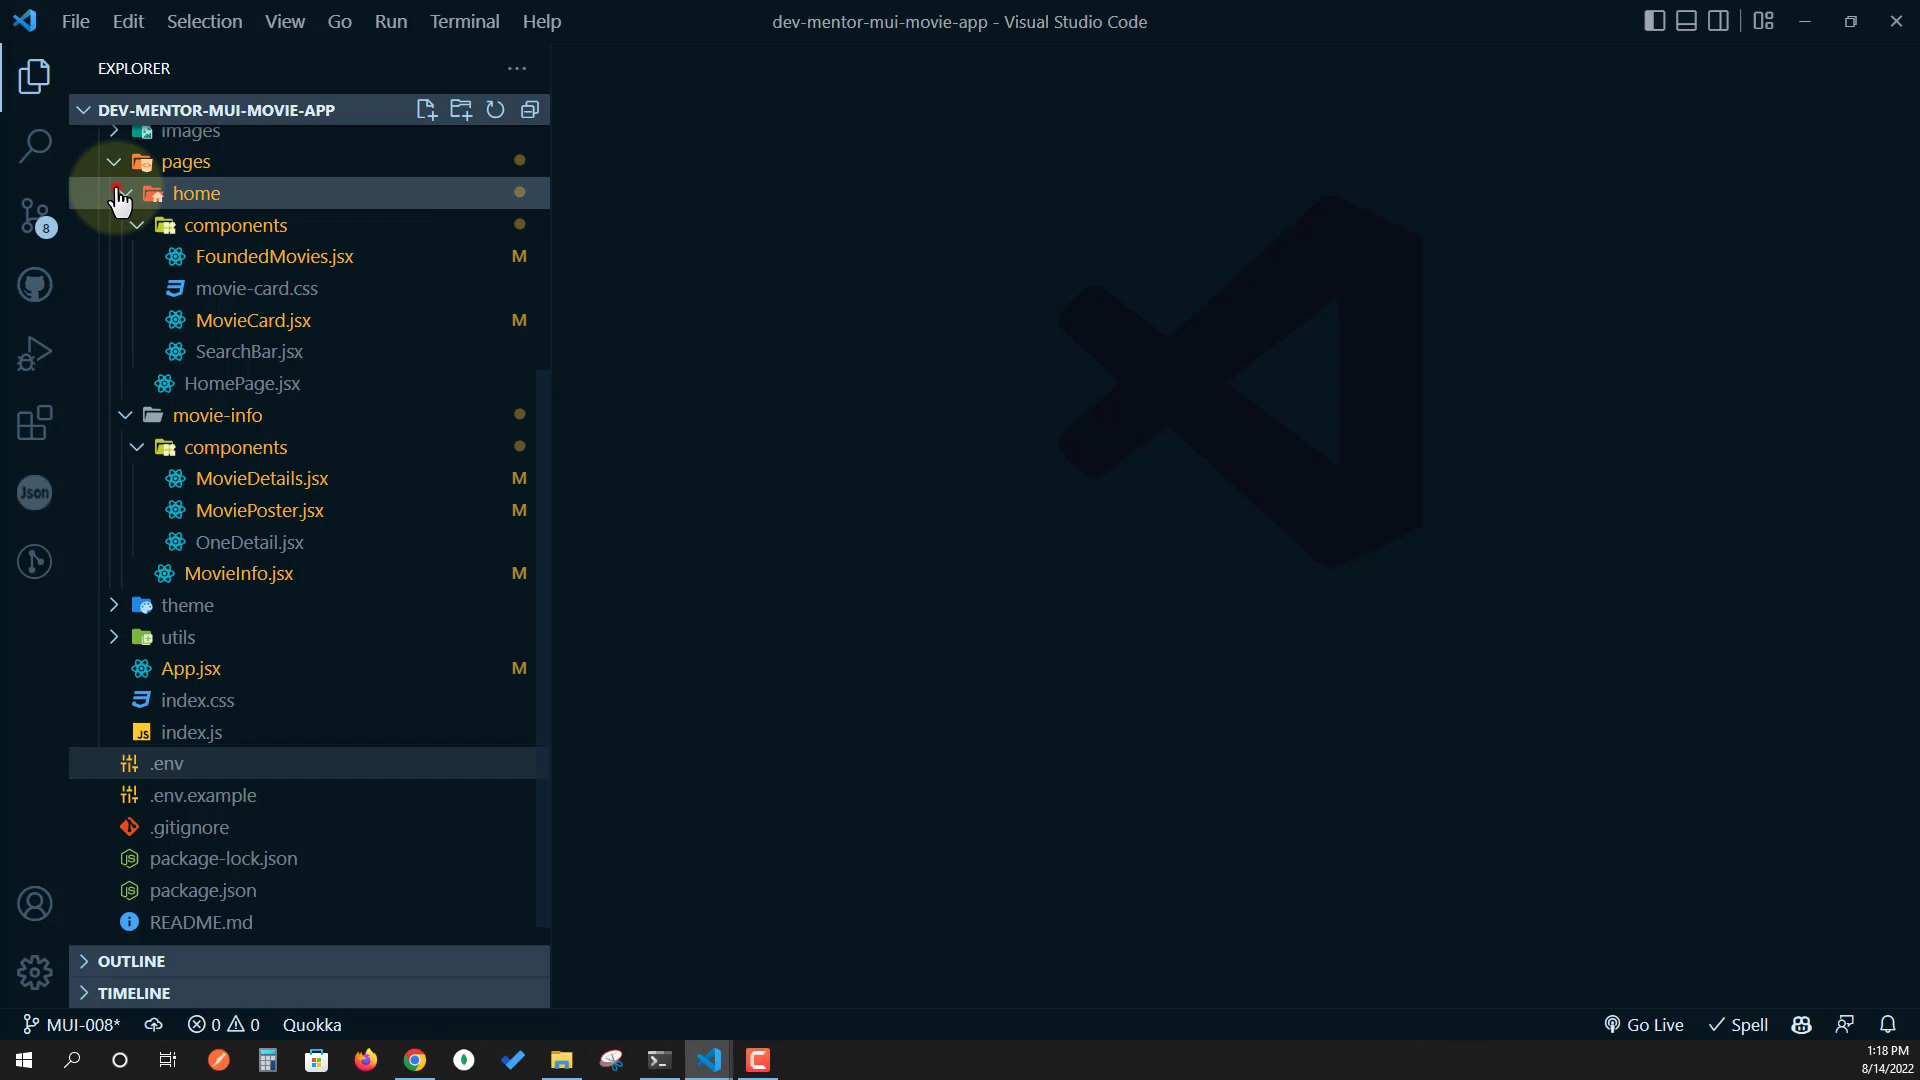 File Edit Selection View Go Run Terminal Help
dev-mentor-mui-movie-app - Visual Studio Code
EXPLORER
DEV-MENTOR-MUI-MOVIE-APP
images
pages
home
components
FoundedMovies.jsx M
movie-card.css
MovieCard.jsx M
SearchBar.jsx
HomePage.jsx
movie-info
components
MovieDetails.jsx M
MoviePoster.jsx M
OneDetail.jsx
MovieInfo.jsx M
theme
utils
App.jsx M
index.css
JS index.js
.env
.env.example
.gitignore
package-lock.json
package.json
README.md
OUTLINE
TIMELINE
8
Json
MUI-008* 0 0 Quokka
Go Live Spell
1:18 PM
8/14/2022